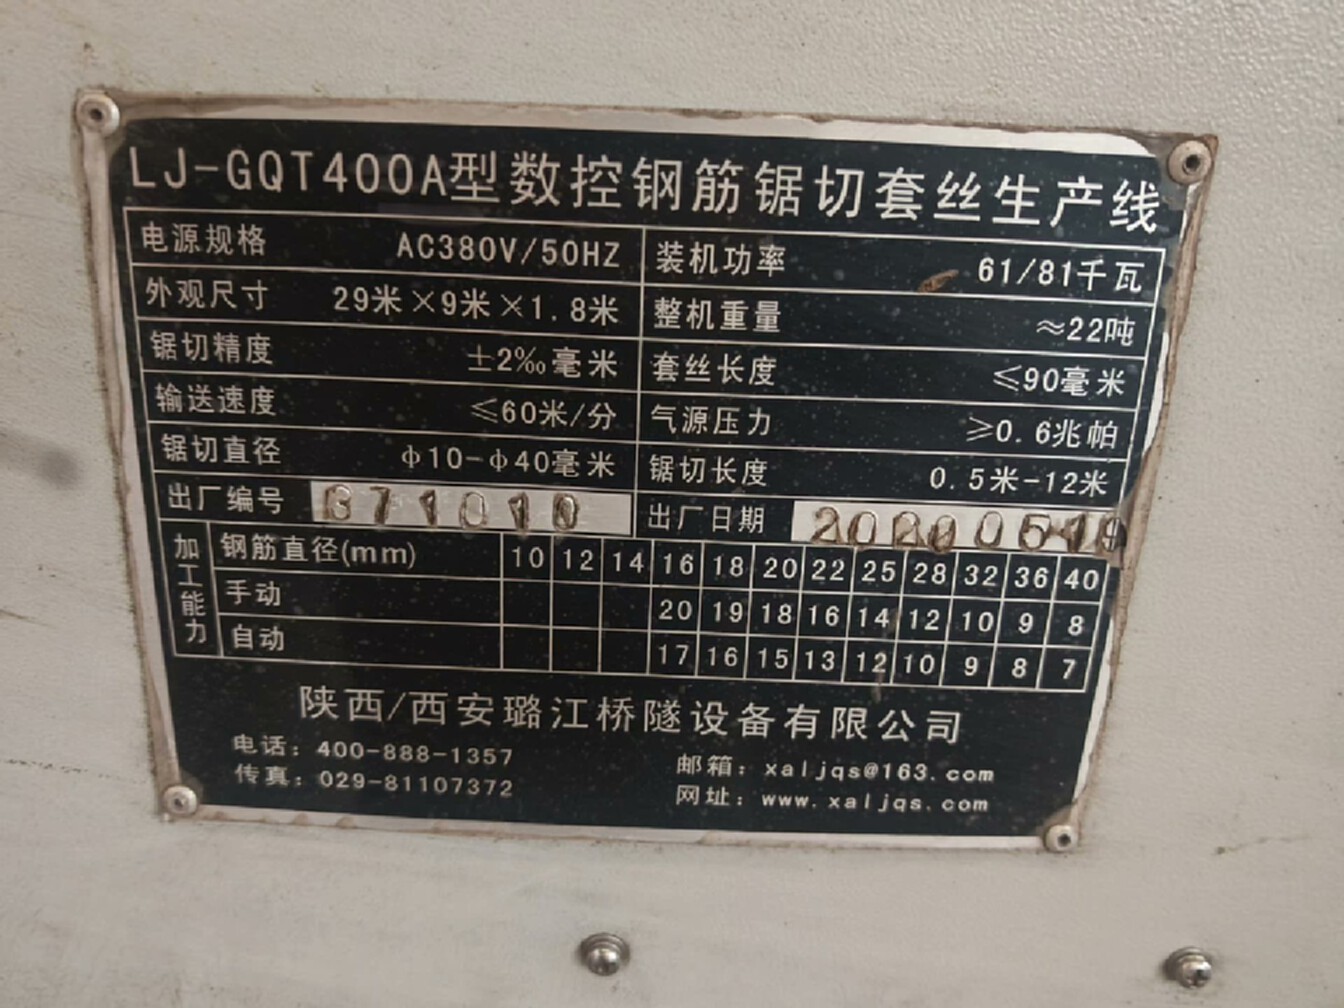 LJ-GQT400A型数控钢筋锯切套丝生产线
电源规格 AC380V/50HZ 装机功率 61/81千瓦
外观尺寸 29米×9米×1.8米 整机重量 ≈22吨
锯切精度 ±2‰毫米 套丝长度 ≤90毫米
输送速度 ≤60米/分 气源压力 ≥0.6兆帕
锯切直径 φ10-φ40毫米 锯切长度 0.5米-12米
出厂编号 371010 出厂日期 20200519
加工能力 钢筋直径(mm) 10 12 14 16 18 20 22 25 28 32 36 40
手动 20 19 18 16 14 12 10 9 8
自动 17 16 15 13 12 10 9 8 7
陕西/西安璐江桥隧设备有限公司
电话：400-888-1357 邮箱：xaljqs@163.com
传真：029-81107372 网址：www.xaljqs.com